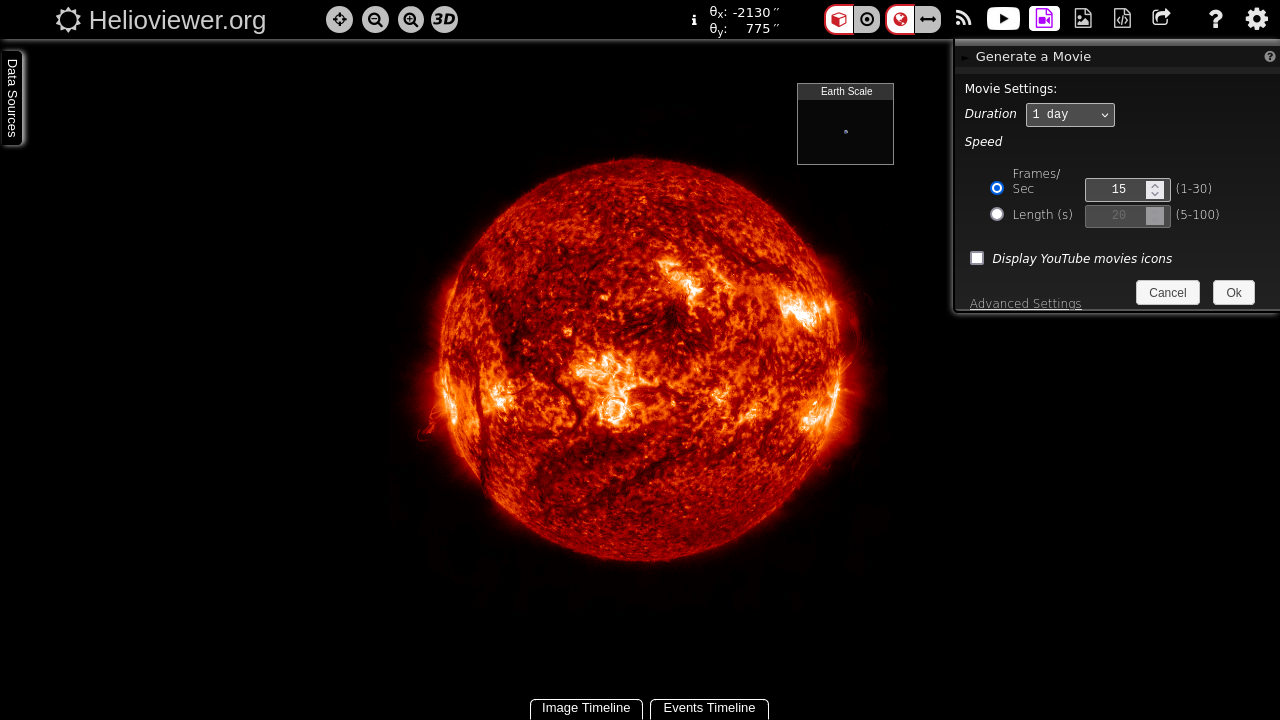 Helioviewer.org
3D
θx: -2130 ″
θy: 775 ″
Data Sources
Earth Scale
Generate a Movie
Movie Settings:
Duration 1 day
Speed
Frames/
Sec 15 (1-30)
Length (s) 20 (5-100)
Display YouTube movies icons
Cancel Ok
Advanced Settings
Image Timeline Events Timeline